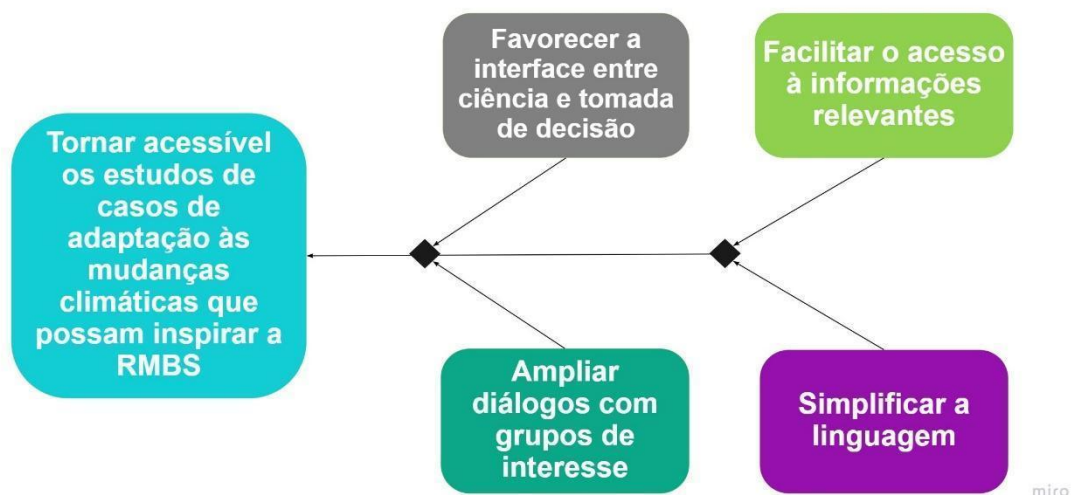 Tornar acessível
os estudos de
casos de
adaptação às
mudanças
climáticas que
possam inspirar a
RMBS
Favorecer a
interface entre
ciência e tomada
de decisão
Facilitar o acesso
à informações
relevantes
Ampliar
diálogos com
grupos de
interesse
Simplificar a
linguagem
miro